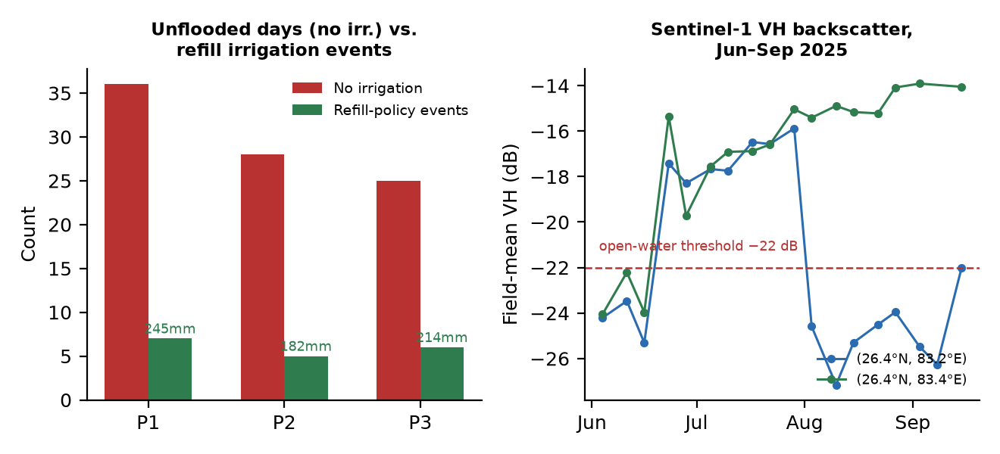 Unflooded days (no irr.) vs.
refill irrigation events
Count
35
30
25
20
15
10
5
0
No irrigation
Refill-policy events
245mm
182mm
214mm
P1
P2
P3
Sentinel-1 VH backscatter,
Jun–Sep 2025
Field-mean VH (dB)
−14
−16
−18
−20
−22
−24
−26
open-water threshold −22 dB
(26.4°N, 83.2°E)
(26.4°N, 83.4°E)
Jun
Jul
Aug
Sep